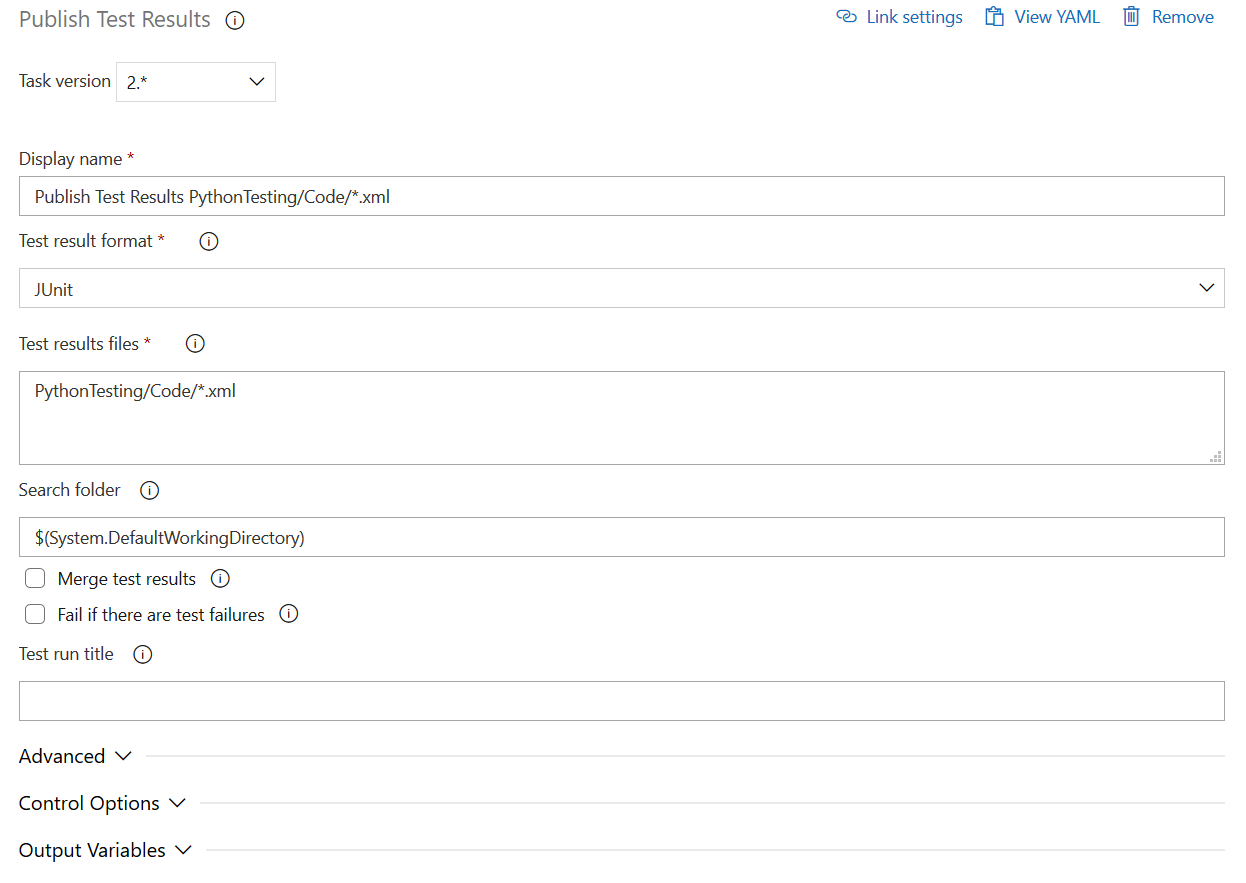 Publish Test Results
Link settings View YAML Remove
Task version 2.*
Display name *
Publish Test Results PythonTesting/Code/*.xml
Test result format *
JUnit
Test results files *
PythonTesting/Code/*.xml
Search folder
$(System.DefaultWorkingDirectory)
Merge test results
Fail if there are test failures
Test run title
Advanced
Control Options
Output Variables